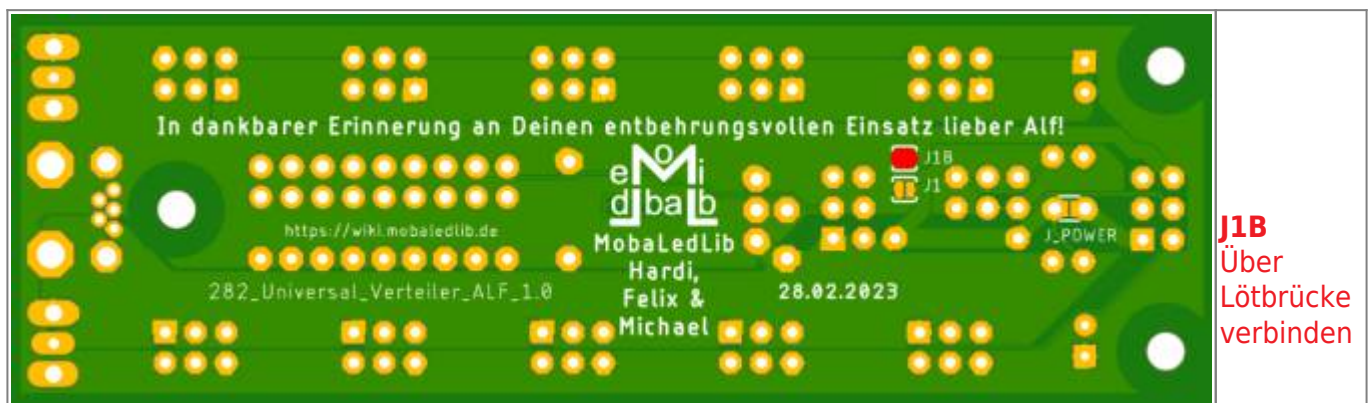 In dankbarer Erinnerung an Deinen entbehrungsvollen Einsatz lieber Alf!
J1B
J1
https://wiki.mobaledlib.de
J_POWER
MobaLedLib
Hardi,
Felix &
Michael
282_Universal_Verteiler_ALF_1.0
28.02.2023
J1B
Über
Lötbrücke
verbinden